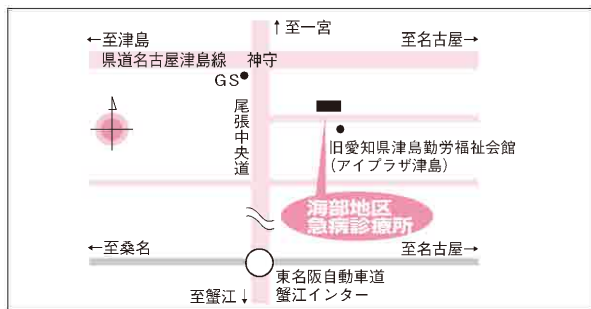 ↑至一宮
←至津島
至名古屋→
県道名古屋津島線 神守
GS
尾張中央道
旧愛知県津島勤労福祉会館
(アイプラザ津島)
海部地区
急病診療所
←至桑名
至名古屋→
東名阪自動車道
蟹江インター
至蟹江↓